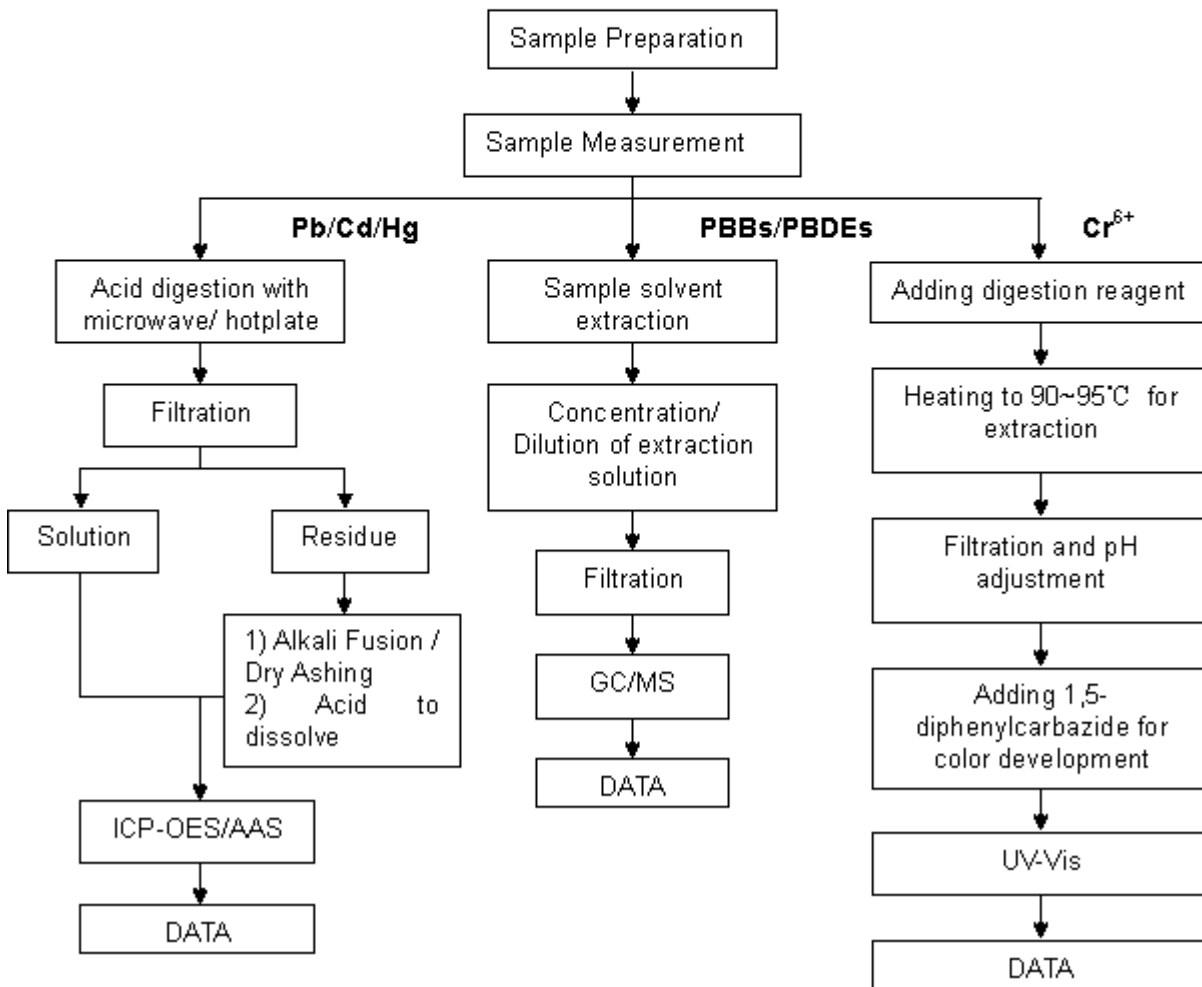 Sample Preparation
Sample Measurement
Pb/Cd/Hg
Acid digestion with
microwave/ hotplate
Filtration
Solution
Residue
1) Alkali Fusion /
Dry Ashing
2) Acid to
dissolve
ICP-OES/AAS
DATA
PBBs/PBDEs
Sample solvent
extraction
Concentration/
Dilution of extraction
solution
Filtration
GC/MS
DATA
Cr⁶⁺
Adding digestion reagent
Heating to 90~95℃ for
extraction
Filtration and pH
adjustment
Adding 1,5-
diphenylcarbazide for
color development
UV-Vis
DATA